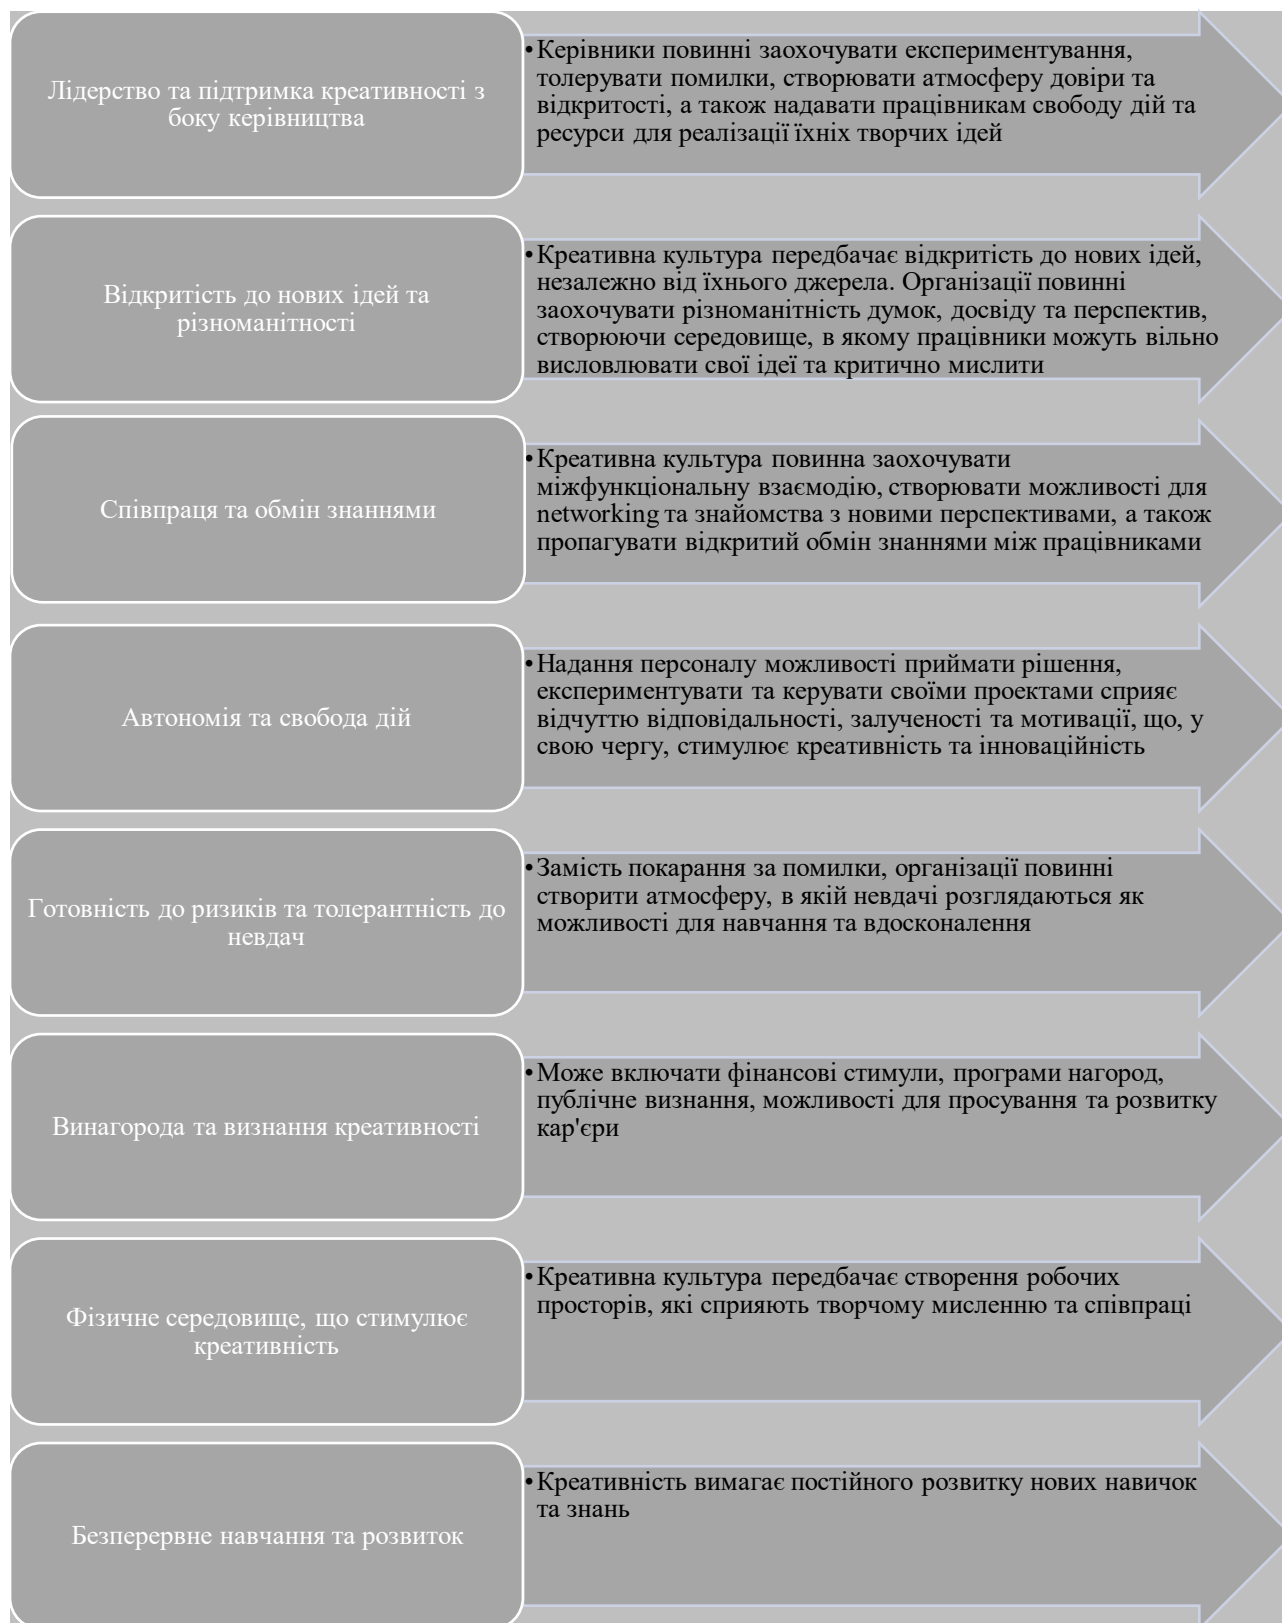 Лідерство та підтримка креативності з
боку керівництва
•Керівники повинні заохочувати експериментування,
толерувати помилки, створювати атмосферу довіри та
відкритості, а також надавати працівникам свободу дій та
ресурси для реалізації їхніх творчих ідей
Відкритість до нових ідей та
різноманітності
•Креативна культура передбачає відкритість до нових ідей,
незалежно від їхнього джерела. Організації повинні
заохочувати різноманітність думок, досвіду та перспектив,
створюючи середовище, в якому працівники можуть вільно
висловлювати свої ідеї та критично мислити
Співпраця та обмін знаннями
•Креативна культура повинна заохочувати
міжфункціональну взаємодію, створювати можливості для
networking та знайомства з новими перспективами, а також
пропагувати відкритий обмін знаннями між працівниками
Автономія та свобода дій
•Надання персоналу можливості приймати рішення,
експериментувати та керувати своїми проектами сприяє
відчуттю відповідальності, залученості та мотивації, що, у
свою чергу, стимулює креативність та інноваційність
Готовність до ризиків та толерантність до
невдач
•Замість покарання за помилки, організації повинні
створити атмосферу, в якій невдачі розглядаються як
можливості для навчання та вдосконалення
Винагорода та визнання креативності
•Може включати фінансові стимули, програми нагород,
публічне визнання, можливості для просування та розвитку
кар'єри
Фізичне середовище, що стимулює
креативність
•Креативна культура передбачає створення робочих
просторів, які сприяють творчому мисленню та співпраці
Безперервне навчання та розвиток
•Креативність вимагає постійного розвитку нових навичок
та знань